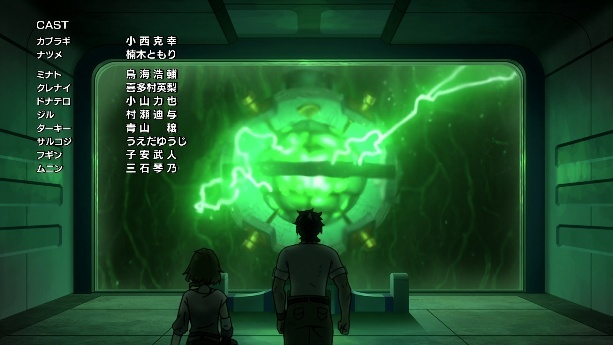 CAST
カブラギ 小西克幸
ナツメ 楠木ともり
ミナト 鳥海浩輔
クレナイ 喜多村英梨
ドナテロ 小山力也
ジル 村瀬迪与
ターキー 青山穣
サルコジ うえだゆうじ
フギン 子安武人
ムニン 三石琴乃